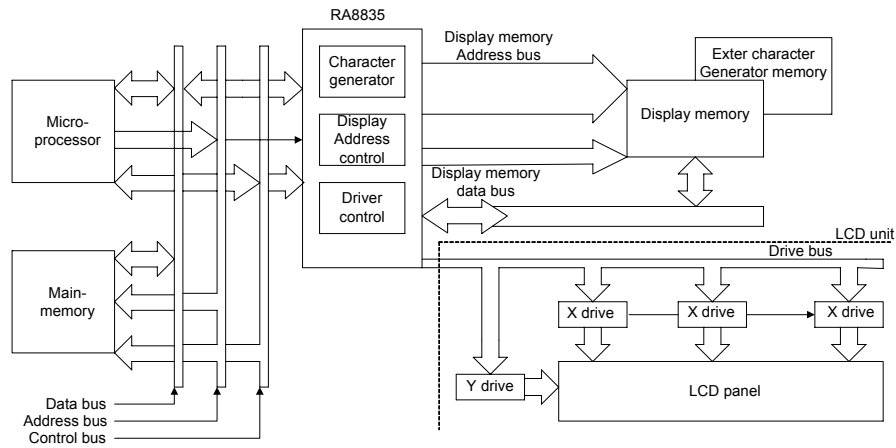 RA8835
Character
generator
Display
Address
control
Driver
control
Micro-
processor
Main-
memory
Data bus
Address bus
Control bus
Display memory
Address bus
Exter character
Generator memory
Display memory
Display memory
data bus
LCD unit
Drive bus
X drive
X drive
X drive
Y drive
LCD panel